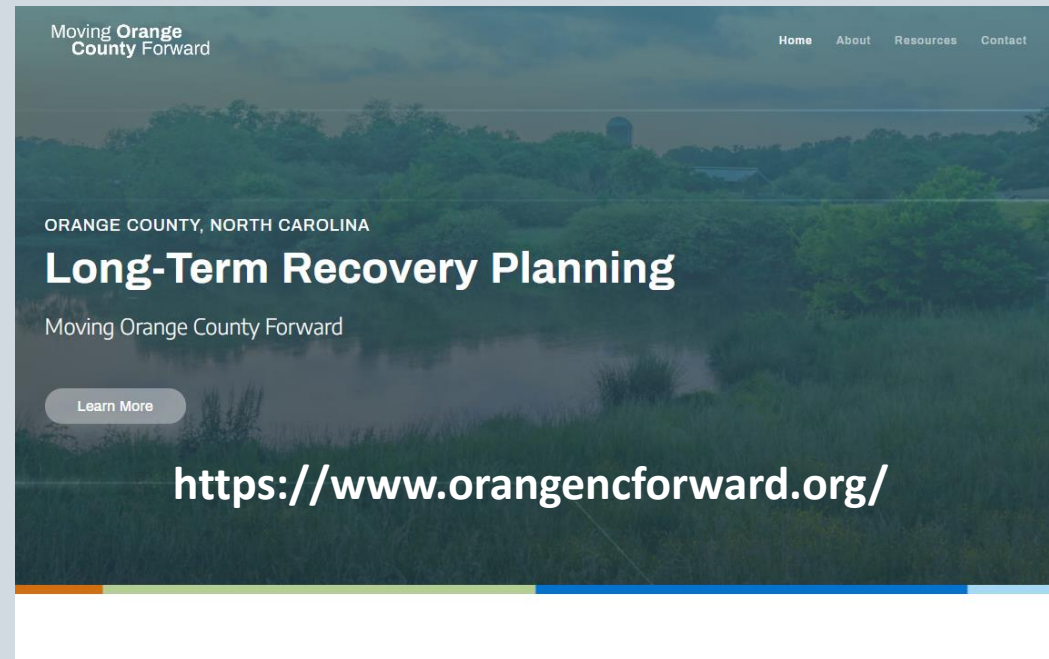 Moving Orange
County Forward
Home About Resources Contact
ORANGE COUNTY, NORTH CAROLINA
Long-Term Recovery Planning
Moving Orange County Forward
Learn More
https://www.orangencforward.org/